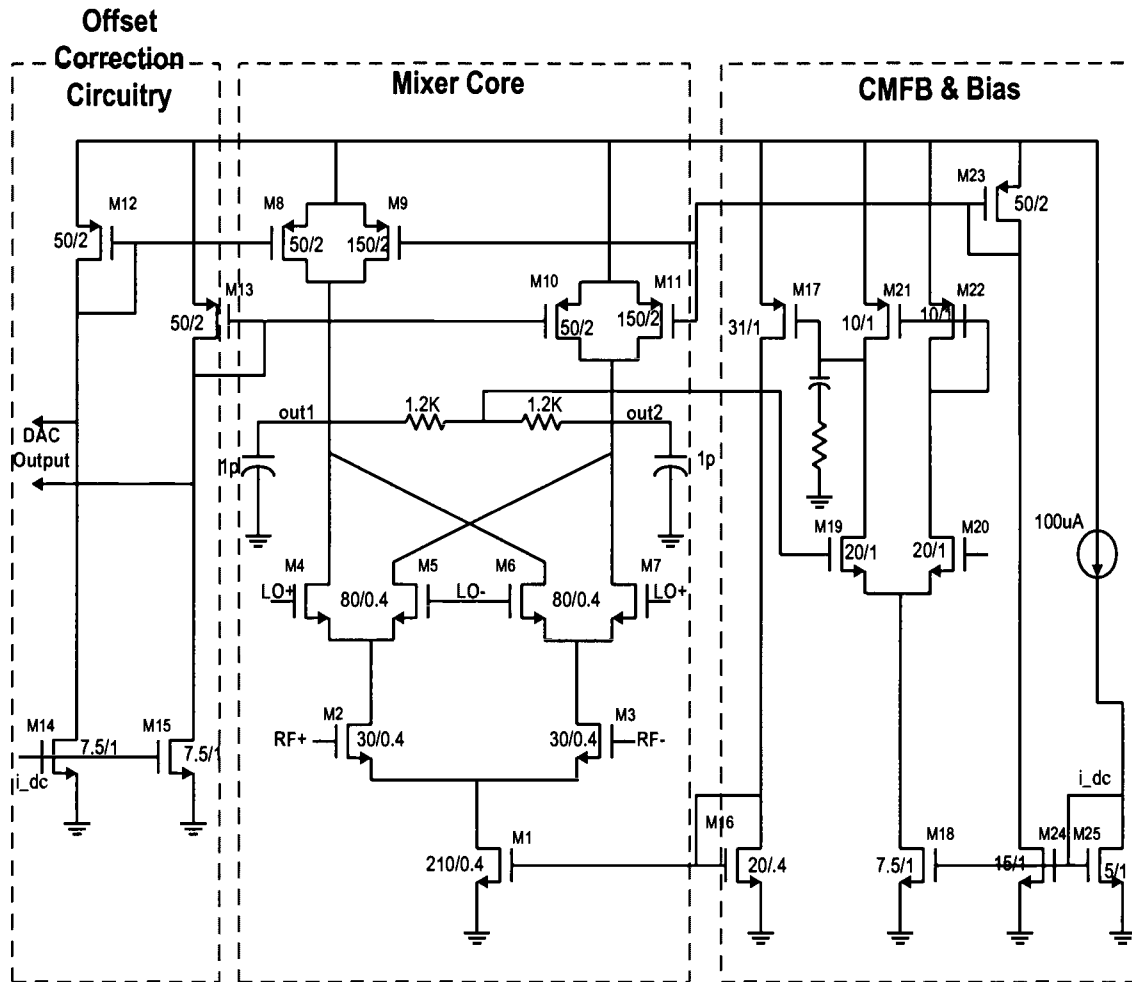 Offset
Correction
Circuitry
Mixer Core
CMFB & Bias
M12
50/2
M8
50/2
M9
150/2
M23
50/2
M13
50/2
M10
50/2
M11
150/2
M17
31/1
M21
10/1
M22
10/1
1.2K
1.2K
out1
out2
DAC
Output
1p
1p
M19
20/1
M20
20/1
100uA
M4
M5
M6
M7
LO+
80/0.4
LO-
80/0.4
LO+
M14
7.5/1
i_dc
M15
7.5/1
M2
RF+
30/0.4
M3
30/0.4
RF-
i_dc
M1
210/0.4
M16
20/.4
M18
7.5/1
M24
15/1
M25
5/1